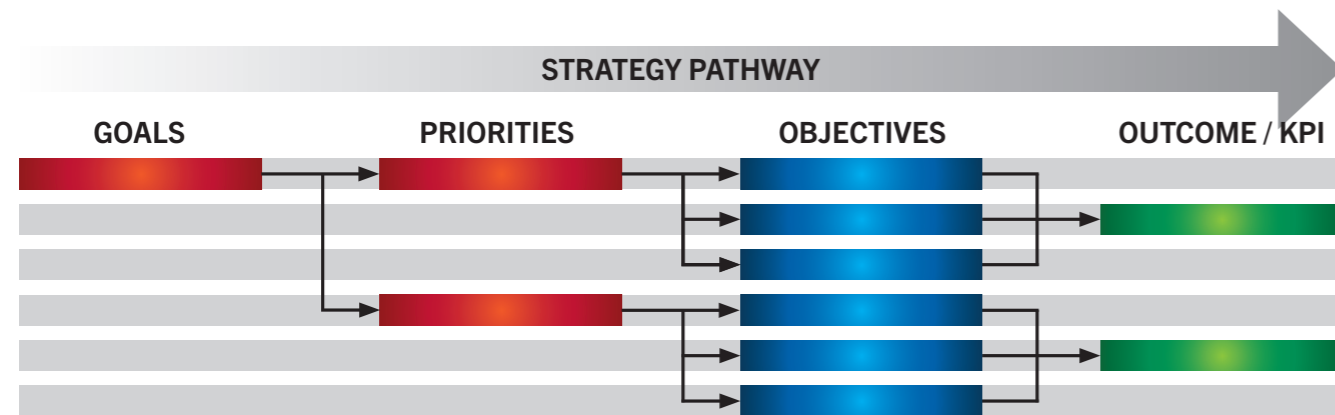 STRATEGY PATHWAY
GOALS
PRIORITIES
OBJECTIVES
OUTCOME / KPI